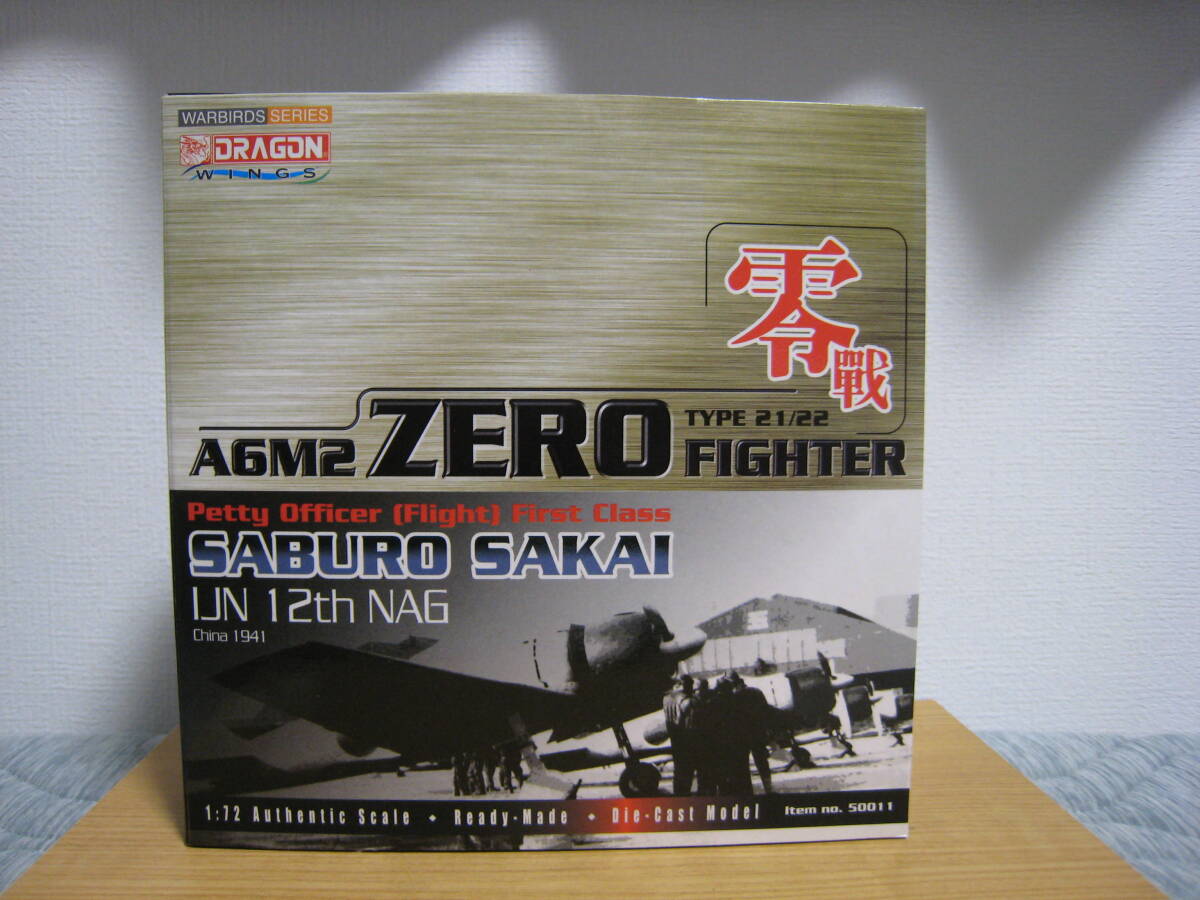 WARBIRDS SERIES
DRAGON
WINGS
零戰
TYPE 21/22
A6M2 ZERO FIGHTER
Petty Officer (Flight) First Class
SABURO SAKAI
IJN 12th NAG
China 1941
1:72 Authentic Scale • Ready-Made • Die-Cast Model Item no. 50011